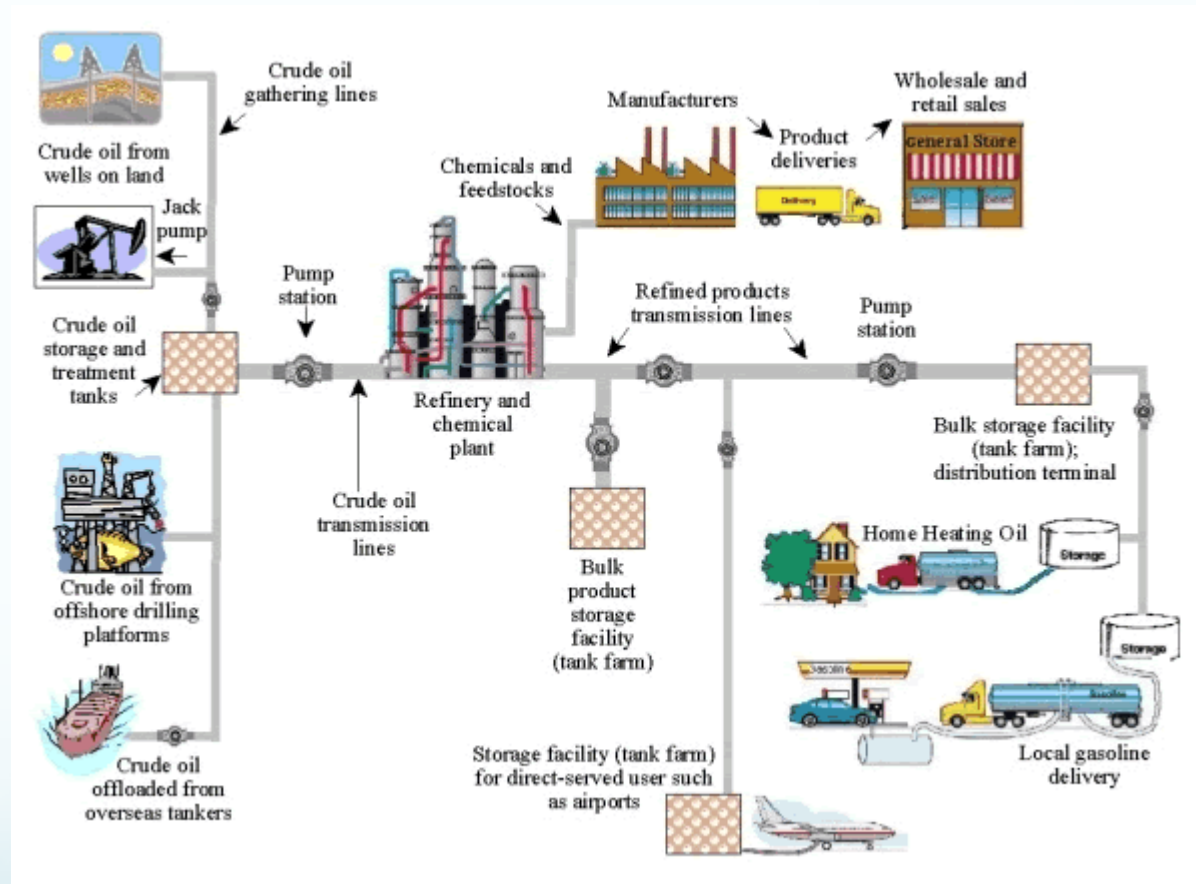 Crude oil
gathering lines
Crude oil from
wells on land
Jack
pump
Crude oil
storage and
treatment
tanks
Pump
station
Chemicals and
feedstocks
Manufacturers
Product
deliveries
Wholesale and
retail sales
General Store
Delivery
Refinery and
chemical
plant
Refined products
transmission lines
Pump
station
Crude oil
transmission
lines
Crude oil from
offshore drilling
platforms
Crude oil
offloaded from
overseas tankers
Bulk
product
storage
facility
(tank farm)
Bulk storage facility
(tank farm);
distribution terminal
Home Heating Oil
Storage
Storage
Gasoline
Gasoline
Local gasoline
delivery
Storage facility (tank farm)
for direct-served user such
as airports